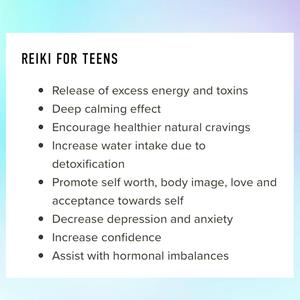 REIKI FOR TEENS
• Release of excess energy and toxins
• Deep calming effect
• Encourage healthier natural cravings
• Increase water intake due to
detoxification
• Promote self worth, body image, love and
acceptance towards self
• Decrease depression and anxiety
• Increase confidence
• Assist with hormonal imbalances